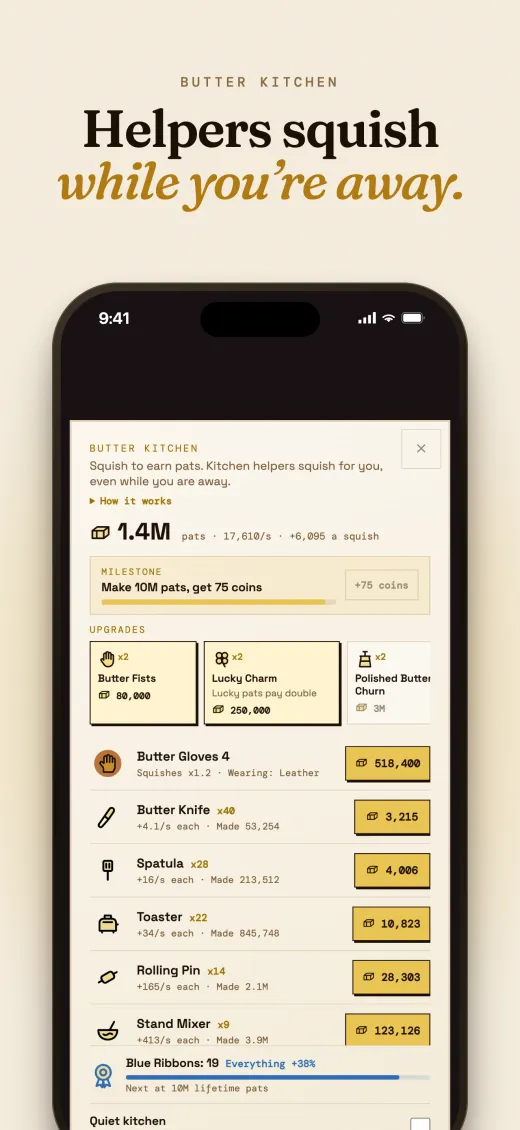 BUTTER KITCHEN
Helpers squish
while you're away.
9:41
BUTTER KITCHEN
×
Squish to earn pats. Kitchen helpers squish for you,
even while you are away.
▶ How it works
1.4M pats · 17,610/s · +6,095 a squish
MILESTONE
Make 10M pats, get 75 coins
+75 coins
UPGRADES
x2
Butter Fists
80,000
x2
Lucky Charm
Lucky pats pay double
250,000
x2
Polished Butter
Churn
3M
Butter Gloves 4
Squishes x1.2 · Wearing: Leather
518,400
Butter Knife x40
+4.1/s each · Made 53,254
3,215
Spatula x28
+16/s each · Made 213,512
4,006
Toaster x22
+34/s each · Made 845,748
10,823
Rolling Pin x14
+165/s each · Made 2.1M
28,303
Stand Mixer x9
+413/s each · Made 3.9M
123,126
Blue Ribbons: 19 Everything +38%
Next at 10M lifetime pats
Quiet kitchen